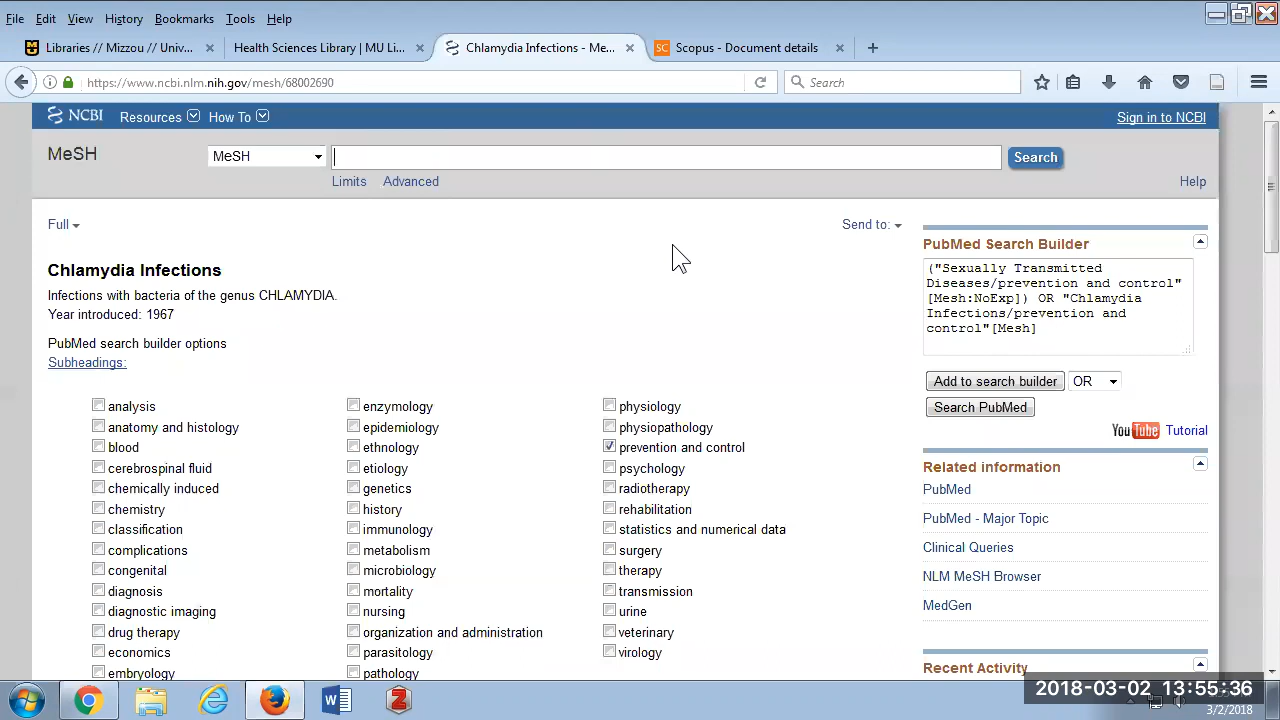 File Edit View History Bookmarks Tools Help
Libraries // Mizzou // Univ... Health Sciences Library | MU Li... Chlamydia Infections - Me... SC Scopus - Document details
https://www.ncbi.nlm.nih.gov/mesh/68002690 Search
NCBI Resources How To Sign in to NCBI
MeSH MeSH Search
Limits Advanced Help
Full Send to:
Chlamydia Infections
Infections with bacteria of the genus CHLAMYDIA.
Year introduced: 1967
PubMed search builder options
Subheadings:
analysis enzymology physiology
anatomy and histology epidemiology physiopathology
blood ethnology prevention and control
cerebrospinal fluid etiology psychology
chemically induced genetics radiotherapy
chemistry history rehabilitation
classification immunology statistics and numerical data
complications metabolism surgery
congenital microbiology therapy
diagnosis mortality transmission
diagnostic imaging nursing urine
drug therapy organization and administration veterinary
economics parasitology virology
embryology pathology
PubMed Search Builder
("Sexually Transmitted
Diseases/prevention and control"
[Mesh:NoExp]) OR "Chlamydia
Infections/prevention and
control"[Mesh]
Add to search builder OR
Search PubMed
YouTube Tutorial
Related information
PubMed
PubMed - Major Topic
Clinical Queries
NLM MeSH Browser
MedGen
Recent Activity
2018-03-02 13:55:36
3/2/2018